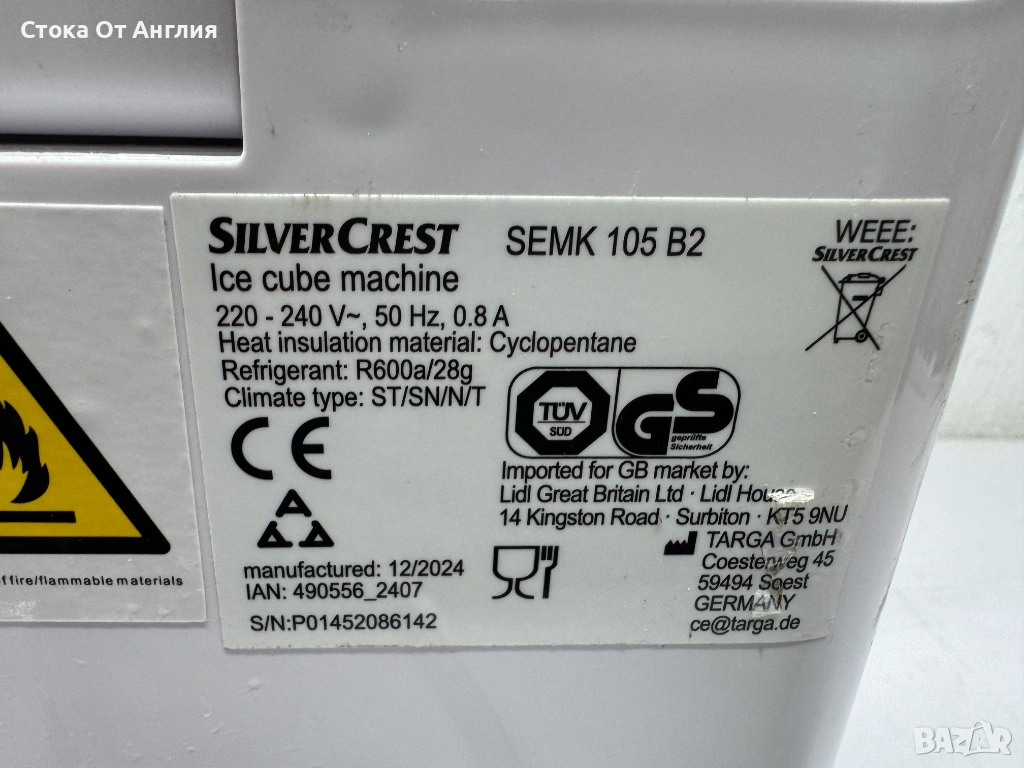 Стока От Англия
SILVERCREST SEMK 105 B2
WEEE:
SILVERCREST
Ice cube machine
220 - 240 V~, 50 Hz, 0.8 A
Heat insulation material: Cyclopentane
Refrigerant: R600a/28g
Climate type: ST/SN/N/T
CE
TÜV
SÜD
GS
geprüfte
Sicherheit
Imported for GB market by:
Lidl Great Britain Ltd · Lidl House
14 Kingston Road · Surbiton · KT5 9NU
TARGA GmbH
Coesterweg 45
59494 Soest
GERMANY
ce@targa.de
manufactured: 12/2024
IAN: 490556_2407
S/N:P01452086142
fire/flammable materials
BAZAR